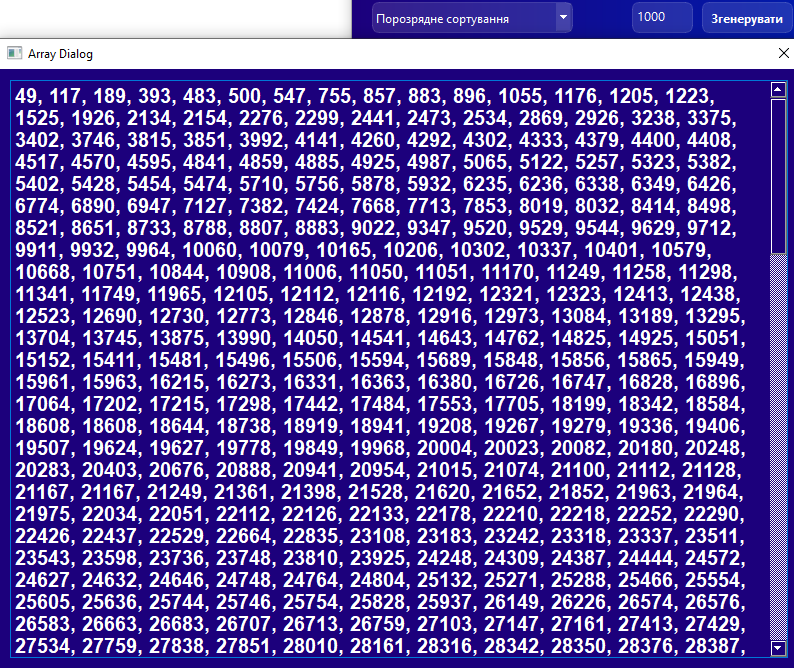 Порозрядне сортування 1000 Згенерувати
Array Dialog
49, 117, 189, 393, 483, 500, 547, 755, 857, 883, 896, 1055, 1176, 1205, 1223,
1525, 1926, 2134, 2154, 2276, 2299, 2441, 2473, 2534, 2869, 2926, 3238, 3375,
3402, 3746, 3815, 3851, 3992, 4141, 4260, 4292, 4302, 4333, 4379, 4400, 4408,
4517, 4570, 4595, 4841, 4859, 4885, 4925, 4987, 5065, 5122, 5257, 5323, 5382,
5402, 5428, 5454, 5474, 5710, 5756, 5878, 5932, 6235, 6236, 6338, 6349, 6426,
6774, 6890, 6947, 7127, 7382, 7424, 7668, 7713, 7853, 8019, 8032, 8414, 8498,
8521, 8651, 8733, 8788, 8807, 8883, 9022, 9347, 9520, 9529, 9544, 9629, 9712,
9911, 9932, 9964, 10060, 10079, 10165, 10206, 10302, 10337, 10401, 10579,
10668, 10751, 10844, 10908, 11006, 11050, 11051, 11170, 11249, 11258, 11298,
11341, 11749, 11965, 12105, 12112, 12116, 12192, 12321, 12323, 12413, 12438,
12523, 12690, 12730, 12773, 12846, 12878, 12916, 12973, 13084, 13189, 13295,
13704, 13745, 13875, 13990, 14050, 14541, 14643, 14762, 14825, 14925, 15051,
15152, 15411, 15481, 15496, 15506, 15594, 15689, 15848, 15856, 15865, 15949,
15961, 15963, 16215, 16273, 16331, 16363, 16380, 16726, 16747, 16828, 16896,
17064, 17202, 17215, 17298, 17442, 17484, 17553, 17705, 18199, 18342, 18584,
18608, 18608, 18644, 18738, 18919, 18941, 19208, 19267, 19279, 19336, 19406,
19507, 19624, 19627, 19778, 19849, 19968, 20004, 20023, 20082, 20180, 20248,
20283, 20403, 20676, 20888, 20941, 20954, 21015, 21074, 21100, 21112, 21128,
21167, 21167, 21249, 21361, 21398, 21528, 21620, 21652, 21852, 21963, 21964,
21975, 22034, 22051, 22112, 22126, 22133, 22178, 22210, 22218, 22252, 22290,
22426, 22437, 22529, 22664, 22835, 23108, 23183, 23242, 23318, 23337, 23511,
23543, 23598, 23736, 23748, 23810, 23925, 24248, 24309, 24387, 24444, 24572,
24627, 24632, 24646, 24748, 24764, 24804, 25132, 25271, 25288, 25466, 25554,
25605, 25636, 25744, 25746, 25754, 25828, 25937, 26149, 26226, 26574, 26576,
26583, 26663, 26683, 26707, 26713, 26759, 27103, 27147, 27161, 27413, 27429,
27534, 27759, 27838, 27851, 28010, 28161, 28316, 28342, 28350, 28376, 28387,